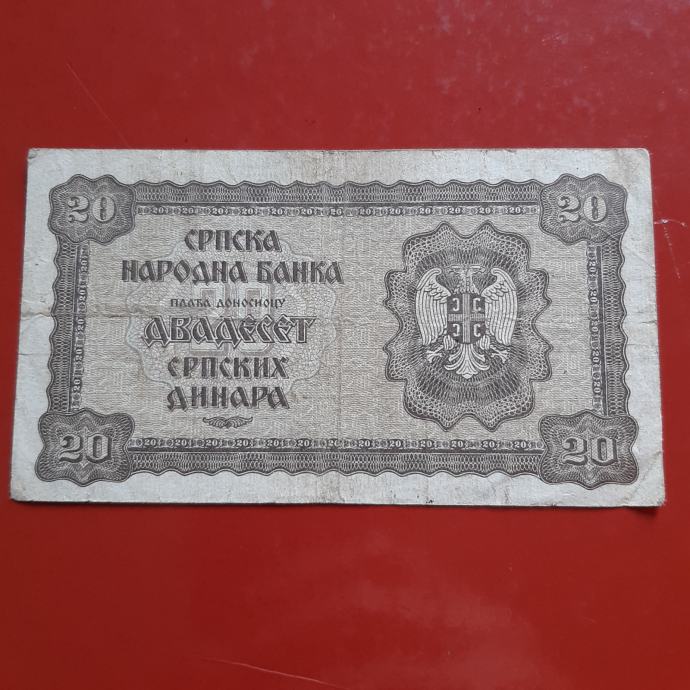 20
20
СРПСКА
НАРОДНА БАНКА
ПЛАЋА ДОНОСИОЦУ
ДВАДЕСЕТ
СРПСКИХ
ДИНАРА
20
20